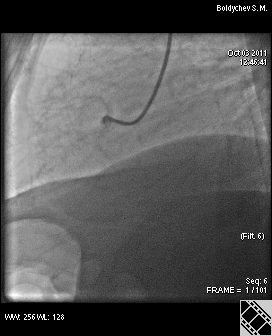 Boldychev S. M.
Oct 03 2011
12:46:41
(Filt. 6)
Seq: 6
FRAME = 1 / 101
WW: 256 WL: 128